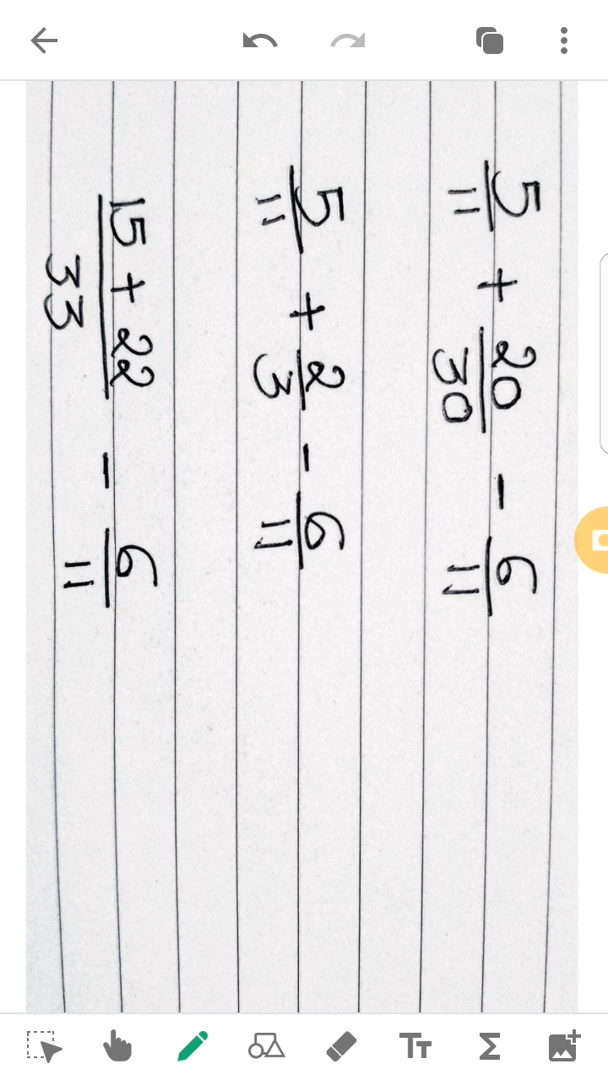 5/11 + 20/30 - 6/11
5/11 + 2/3 - 6/11
15 + 22/33 - 6/11